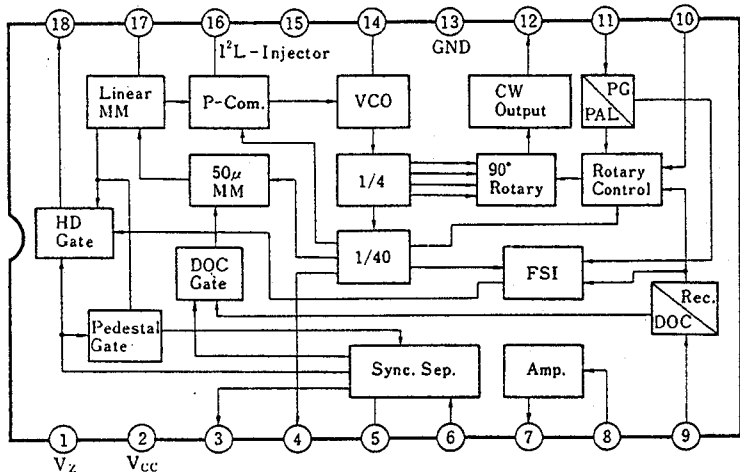 18 17 16 15 14 13 12 11 10
I²L-Injector
GND
Linear
MM
P-Com.
VCO
CW
Output
PG
PAL
50μ
MM
1/4
90°
Rotary
Rotary
Control
HD
Gate
DOC
Gate
1/40
FSI
Pedestal
Gate
Rec.
DOC
Sync. Sep.
Amp.
1 2 3 4 5 6 7 8 9
Vz Vcc